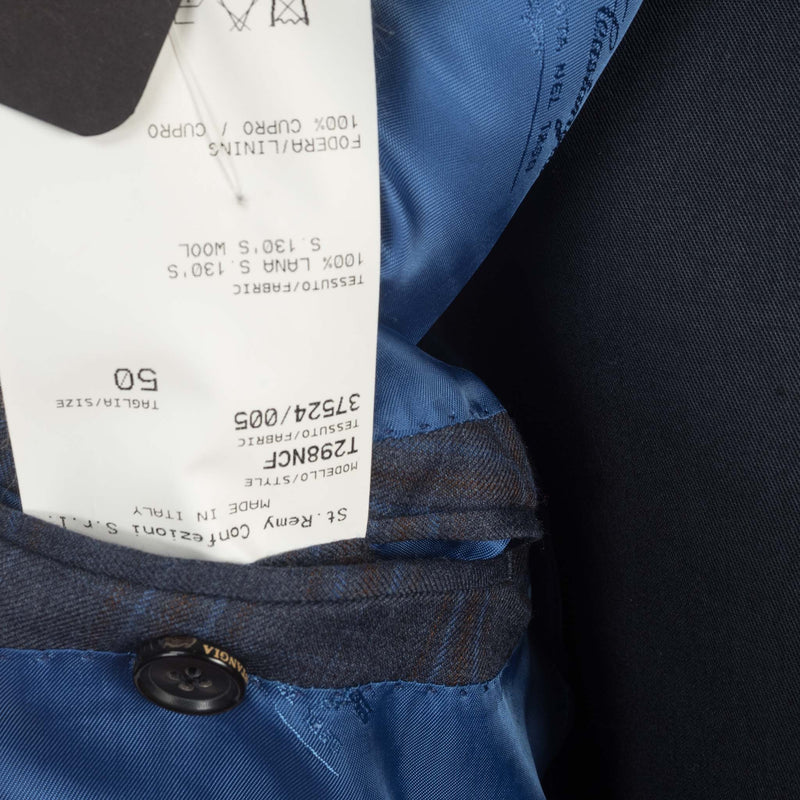 St.Remy Confezioni S.r.l.
MADE IN ITALY
MODELLO/STYLE
T298NCF
TESSUTO/FABRIC
37524/005
TAGLIA/SIZE
50
TESSUTO/FABRIC
100% LANA S.130'S
S.130'S WOOL
FODERA/LINING
100% CUPRO / CUPRO
NEL